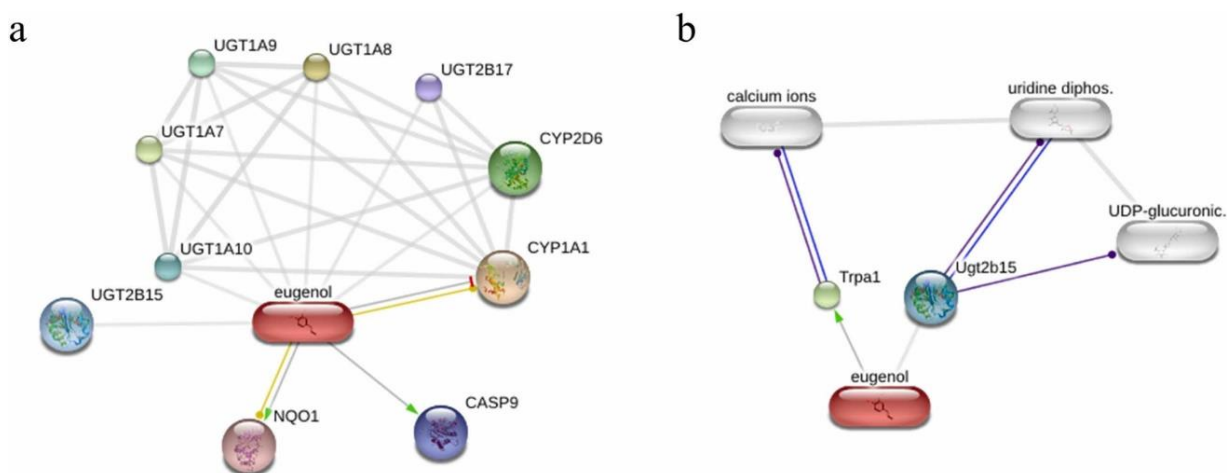 a
UGT1A9
UGT1A8
UGT2B17
UGT1A7
CYP2D6
UGT1A10
CYP1A1
UGT2B15
eugenol
NQO1
CASP9
b
calcium ions
uridine diphos.
UDP-glucuronic.
Trpa1
Ugt2b15
eugenol